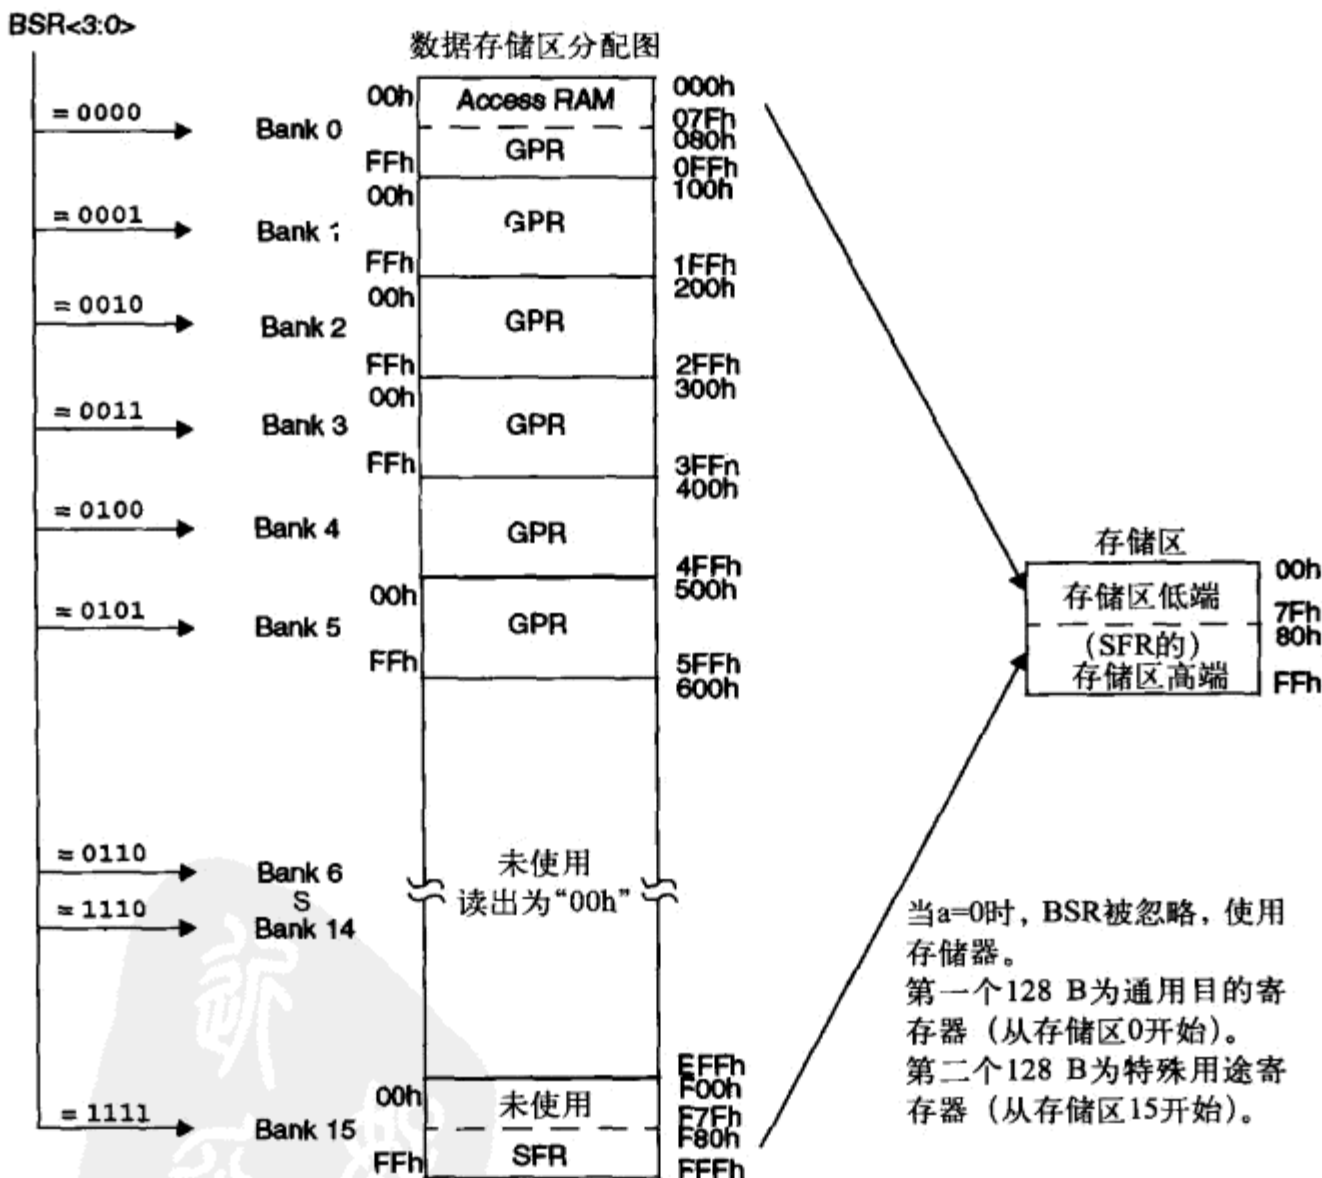 BSR<3:0>
数据存储区分配图
00h
Access RAM
000h
= 0000
Bank 0
07Fh
080h
FFh
GPR
0FFh
00h
100h
= 0001
Bank 1
GPR
FFh
1FFh
00h
200h
= 0010
Bank 2
GPR
FFh
2FFh
00h
300h
= 0011
Bank 3
GPR
FFh
3FFh
400h
= 0100
Bank 4
GPR
4FFh
00h
500h
= 0101
Bank 5
GPR
FFh
5FFh
600h
= 0110
Bank 6
S
= 1110
Bank 14
未使用
读出为“00h”
EFFh
00h
F00h
未使用
= 1111
Bank 15
F7Fh
F80h
FFh
SFR
FFFh
存储区
00h
存储区低端
7Fh
80h
(SFR的)
存储区高端
FFh
当a=0时，BSR被忽略，使用
存储器。
第一个128 B为通用目的寄
存器（从存储区0开始）。
第二个128 B为特殊用途寄
存器（从存储区15开始）。